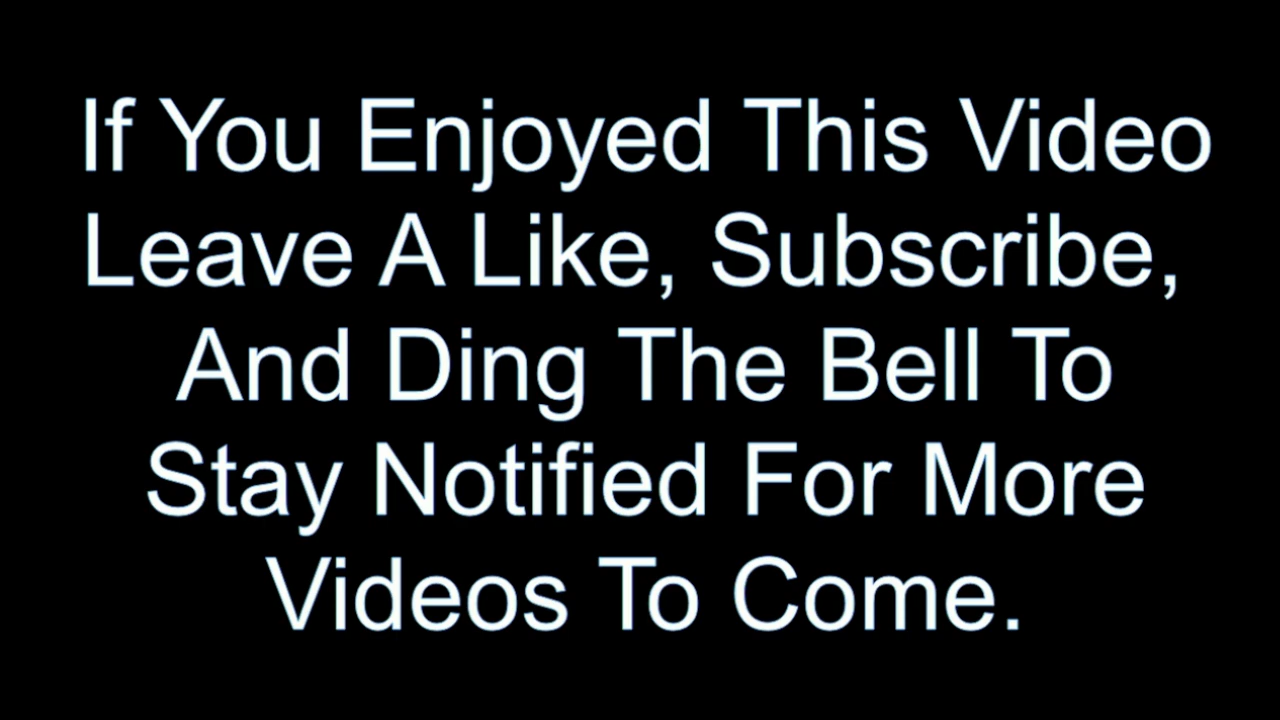 If You Enjoyed This Video
Leave A Like, Subscribe,
And Ding The Bell To
Stay Notified For More
Videos To Come.